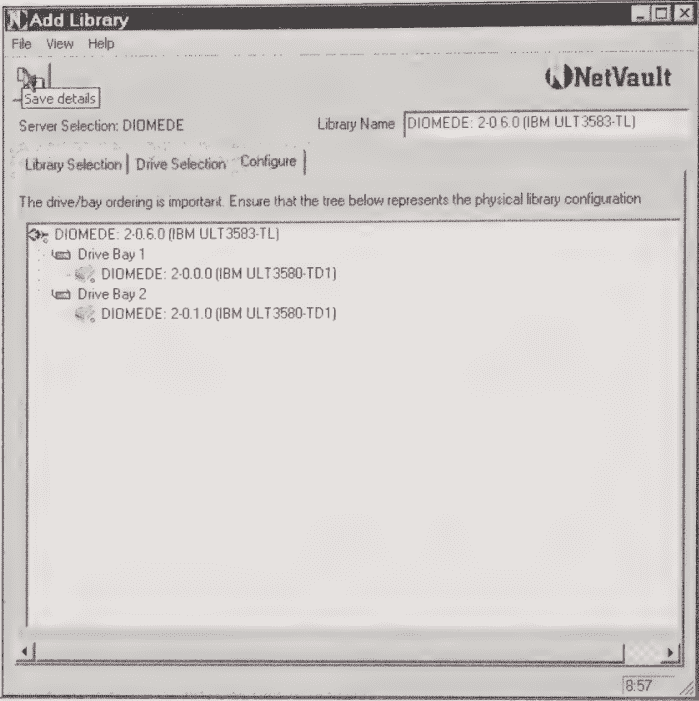 Add Library
File View Help
NetVault
Save details
Server Selection: DIOMEDE
Library Name DIOMEDE: 2-0.6.0 (IBM ULT3583-TL)
Library Selection Drive Selection Configure
The drive/bay ordering is important. Ensure that the tree below represents the physical library configuration
DIOMEDE: 2-0.6.0 (IBM ULT3583-TL)
Drive Bay 1
DIOMEDE: 2-0.0.0 (IBM ULT3580-TD1)
Drive Bay 2
DIOMEDE: 2-0.1.0 (IBM ULT3580-TD1)
8:57